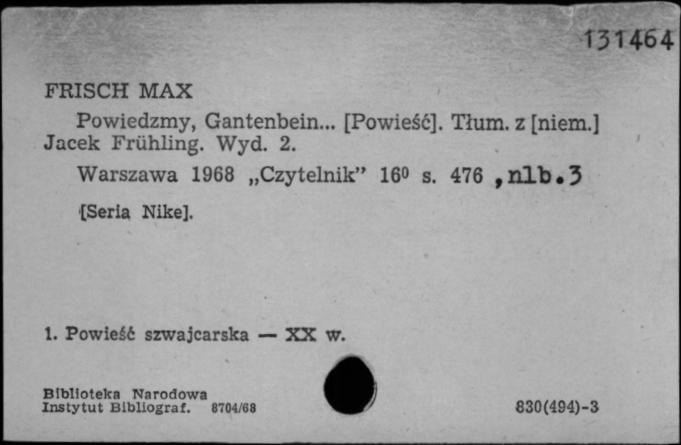 131464
FRISCH MAX
Powiedzmy, Gantenbein... [Powieść]. Tłum. z [niem.]
Jacek Frühling. Wyd. 2.
Warszawa 1968 „Czytelnik” 16⁰ s. 476 , nlb.3
[Seria Nike].
1. Powieść szwajcarska — XX w.
Biblioteka Narodowa
Instytut Bibliograf. 8704/68
830(494)-3